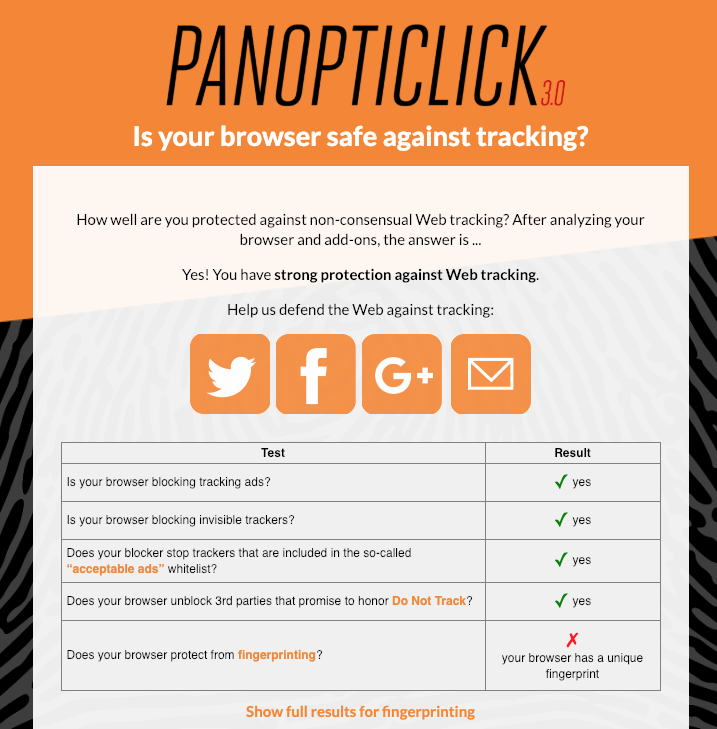 PANOPTICLICK 3.0
Is your browser safe against tracking?
How well are you protected against non-consensual Web tracking? After analyzing your
browser and add-ons, the answer is ...
Yes! You have strong protection against Web tracking.
Help us defend the Web against tracking:
f G+
Test Result
Is your browser blocking tracking ads? ✓ yes
Is your browser blocking invisible trackers? ✓ yes
Does your blocker stop trackers that are included in the so-called
"acceptable ads" whitelist? ✓ yes
Does your browser unblock 3rd parties that promise to honor Do Not Track? ✓ yes
Does your browser protect from fingerprinting? ✗
your browser has a unique
fingerprint
Show full results for fingerprinting